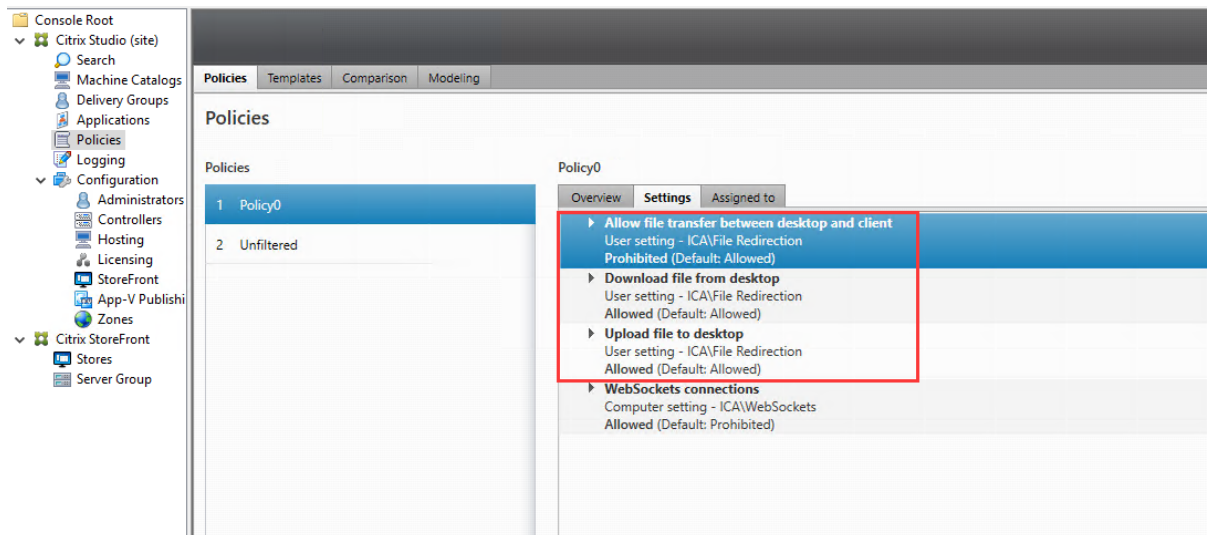 Console Root
Citrix Studio (site)
Search
Machine Catalogs
Delivery Groups
Applications
Policies
Logging
Configuration
Administrators
Controllers
Hosting
Licensing
StoreFront
App-V Publishi
Zones
Citrix StoreFront
Stores
Server Group
Policies Templates Comparison Modeling
Policies
Policies
1 Policy0
2 Unfiltered
Policy0
Overview Settings Assigned to
Allow file transfer between desktop and client
User setting - ICA\File Redirection
Prohibited (Default: Allowed)
Download file from desktop
User setting - ICA\File Redirection
Allowed (Default: Allowed)
Upload file to desktop
User setting - ICA\File Redirection
Allowed (Default: Allowed)
WebSockets connections
Computer setting - ICA\WebSockets
Allowed (Default: Prohibited)